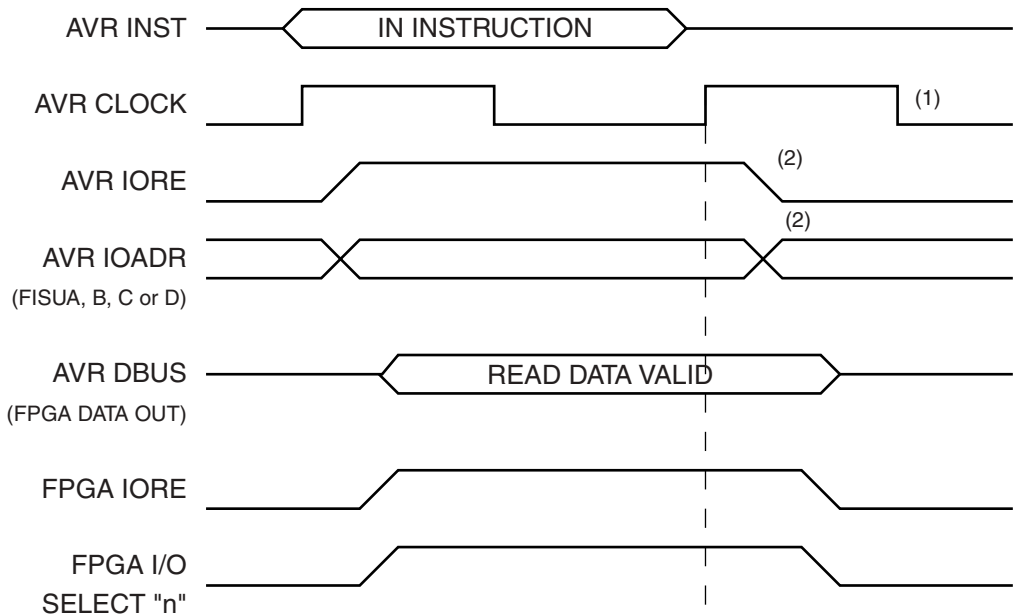 AVR INST
IN INSTRUCTION
AVR CLOCK
(1)
AVR IORE
(2)
(2)
AVR IOADR
(FISUA, B, C or D)
AVR DBUS
READ DATA VALID
(FPGA DATA OUT)
FPGA IORE
FPGA I/O
SELECT "n"